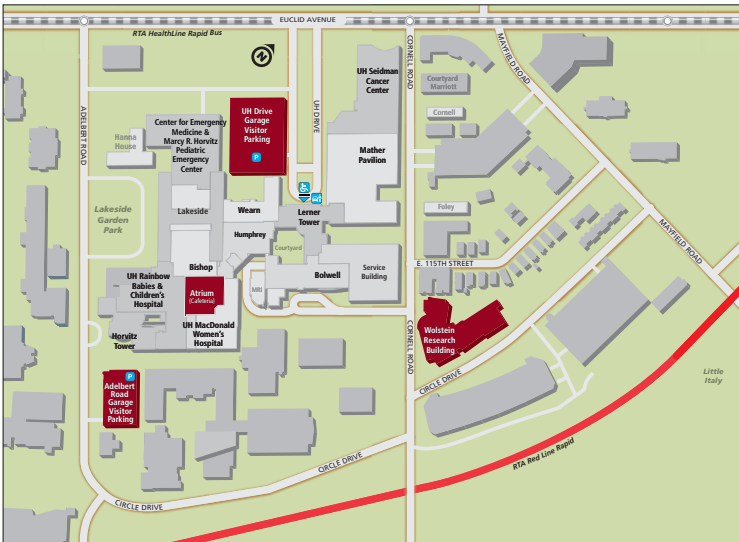 EUCLID AVENUE
RTA HealthLine Rapid Bus
MAYFIELD ROAD
CORNELL ROAD
UH Seidman
Cancer
Center
Courtyard
Marriott
UH DRIVE
UH Drive
Garage
Visitor
Parking
P
Cornell
ADELBERT ROAD
Hanna
House
Center for Emergency
Medicine &
Marcy R. Horvitz
Pediatric
Emergency
Center
Mather
Pavilion
Lakeside
Garden
Park
Lakeside
Wearn
Lerner
Tower
Foley
Humphrey
Courtyard
MAYFIELD ROAD
E. 115TH STREET
Bishop
Bolwell
Service
Building
UH Rainbow
Babies &
Children's
Hospital
Atrium
(Cafeteria)
MRI
UH MacDonald
Women's
Hospital
Horvitz
Tower
CORNELL ROAD
Wolstein
Research
Building
P
Adelbert
Road
Garage
Visitor
Parking
CIRCLE DRIVE
Little
Italy
RTA Red Line Rapid
CIRCLE DRIVE
CIRCLE DRIVE